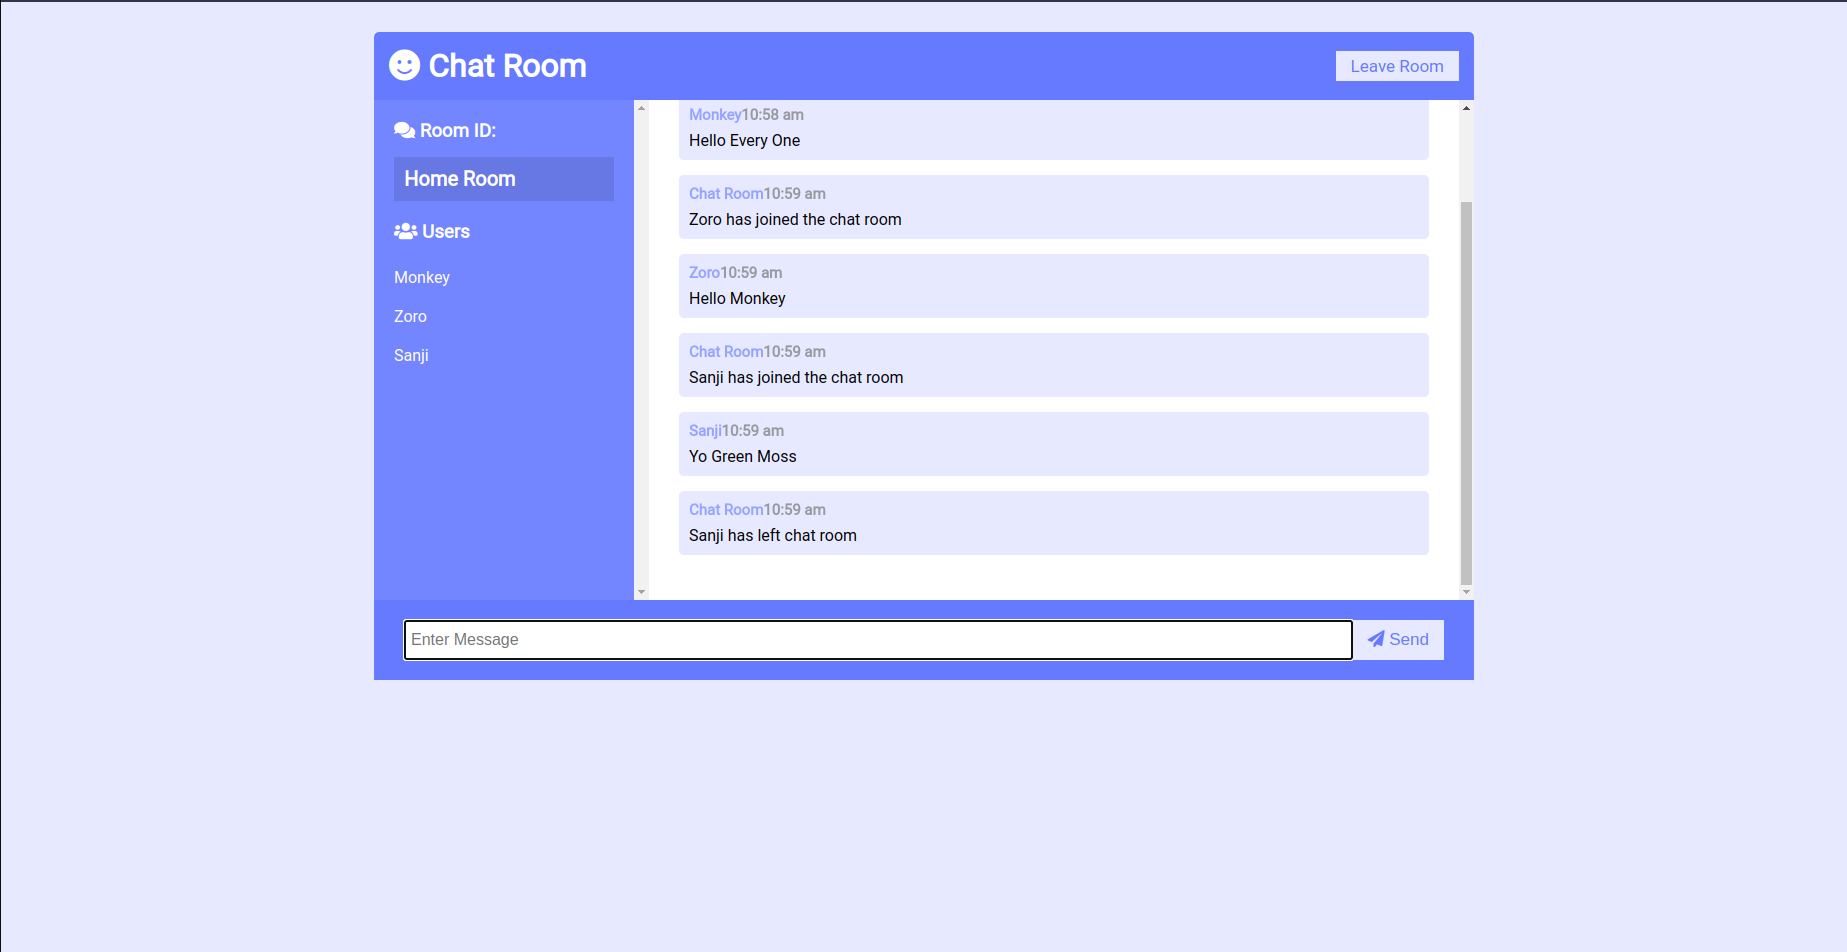 Chat Room
Leave Room
Room ID:
Home Room
Users
Monkey
Zoro
Sanji
Monkey10:58 am
Hello Every One
Chat Room10:59 am
Zoro has joined the chat room
Zoro10:59 am
Hello Monkey
Chat Room10:59 am
Sanji has joined the chat room
Sanji10:59 am
Yo Green Moss
Chat Room10:59 am
Sanji has left chat room
Enter Message
Send